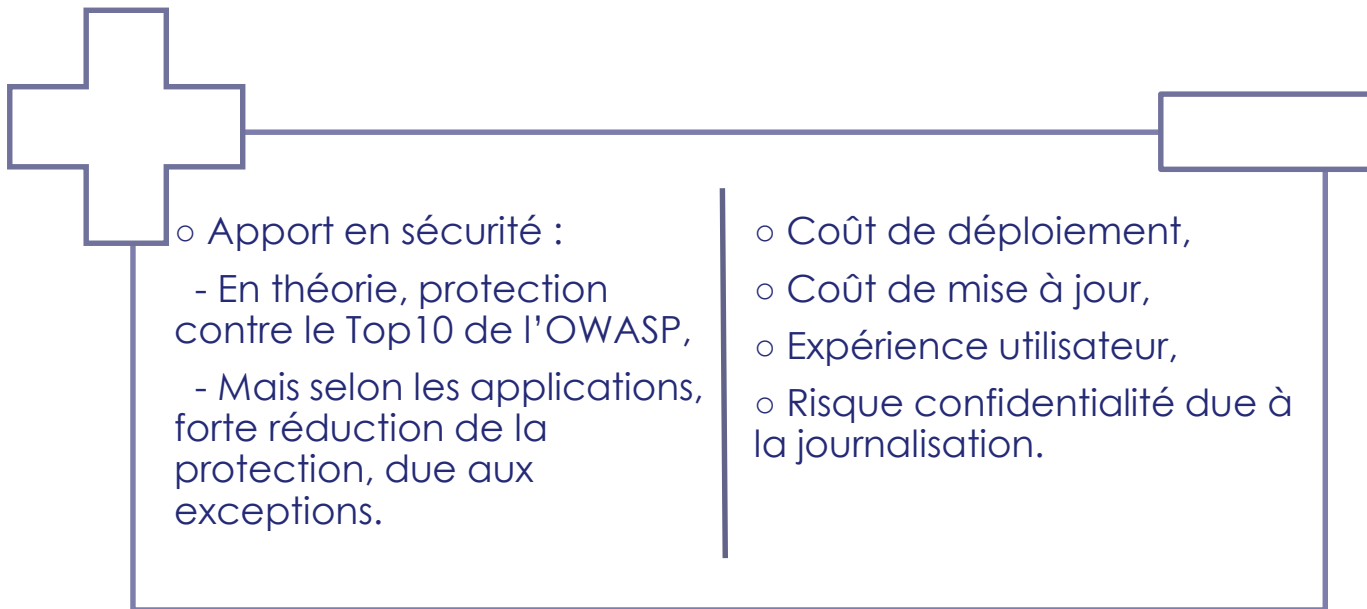 ○ Apport en sécurité :
- En théorie, protection
contre le Top10 de l’OWASP,
- Mais selon les applications,
forte réduction de la
protection, due aux
exceptions.
○ Coût de déploiement,
○ Coût de mise à jour,
○ Expérience utilisateur,
○ Risque confidentialité due à
la journalisation.